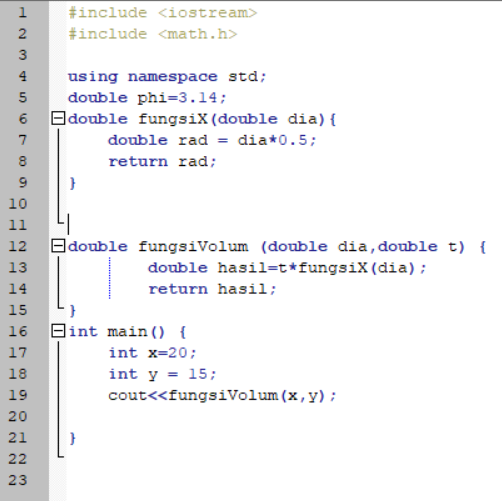 1 #include <iostream>
2 #include <math.h>
3
4 using namespace std;
5 double phi=3.14;
6 double fungsiX(double dia){
7 double rad = dia*0.5;
8 return rad;
9 }
10
11
12 double fungsiVolum (double dia,double t) {
13 double hasil=t*fungsiX(dia);
14 return hasil;
15 }
16 int main() {
17 int x=20;
18 int y = 15;
19 cout<<fungsiVolum(x,y);
20
21 }
22
23